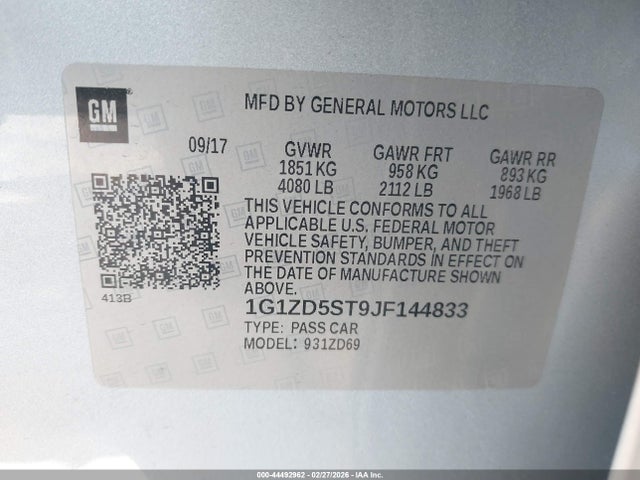 GM
MFD BY GENERAL MOTORS LLC
09/17
GVWR
1851 KG
4080 LB
GAWR FRT
958 KG
2112 LB
GAWR RR
893 KG
1968 LB
THIS VEHICLE CONFORMS TO ALL
APPLICABLE U.S. FEDERAL MOTOR
VEHICLE SAFETY, BUMPER, AND THEFT
PREVENTION STANDARDS IN EFFECT ON
THE DATE OF MANUFACTURE SHOWN
ABOVE.
413B
1G1ZD5ST9JF144833
TYPE: PASS CAR
MODEL: 931ZD69
000-44492962 - 02/27/2026 - IAA Inc.